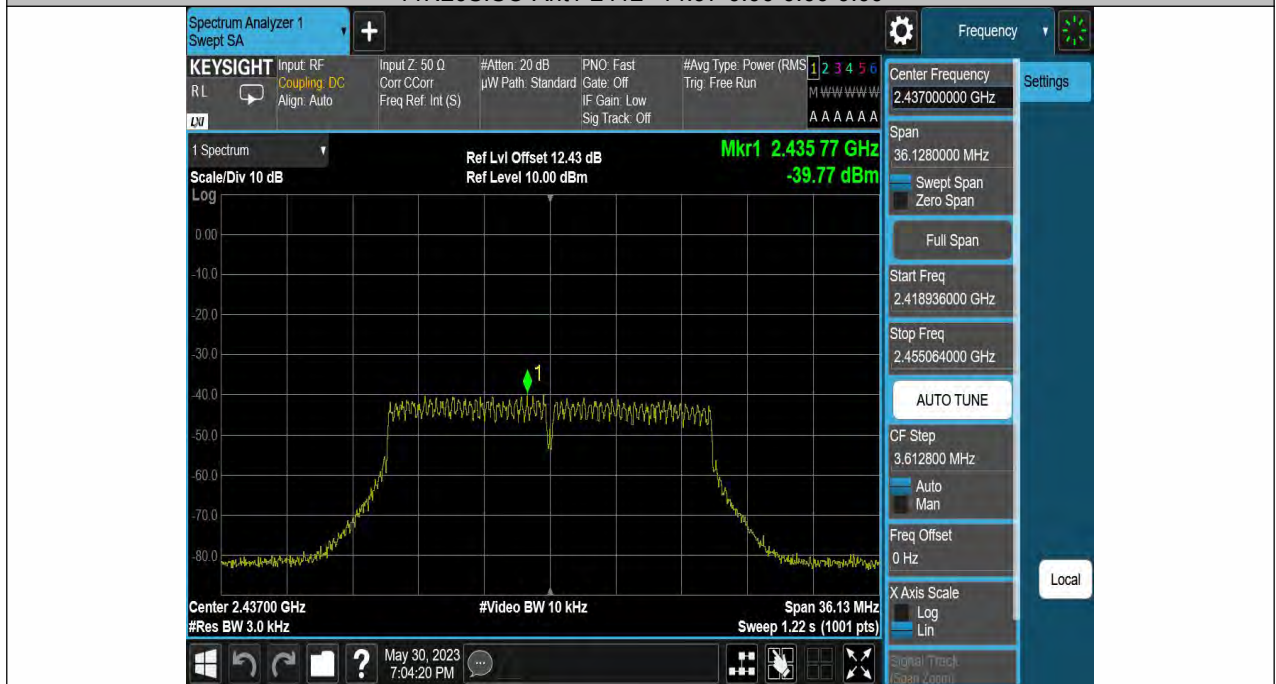 Spectrum Analyzer 1
Swept SA
+
Frequency
KEYSIGHT
RL
LXI
Input: RF
Coupling: DC
Align: Auto
Input Z: 50 Ω
Corr CCorr
Freq Ref: Int (S)
#Atten: 20 dB
µW Path: Standard
PNO: Fast
Gate: Off
IF Gain: Low
Sig Track: Off
#Avg Type: Power (RMS
Trig: Free Run
1 2 3 4 5 6
M W W W W W
A A A A A A
1 Spectrum
Scale/Div 10 dB
Log
Ref Lvl Offset 12.43 dB
Ref Level 10.00 dBm
Mkr1 2.435 77 GHz
-39.77 dBm
0.00
-10.0
-20.0
-30.0
-40.0
-50.0
-60.0
-70.0
-80.0
1
Center 2.43700 GHz
#Res BW 3.0 kHz
#Video BW 10 kHz
Span 36.13 MHz
Sweep 1.22 s (1001 pts)
Center Frequency
2.437000000 GHz
Settings
Span
36.1280000 MHz
Swept Span
Zero Span
Full Span
Start Freq
2.418936000 GHz
Stop Freq
2.455064000 GHz
AUTO TUNE
CF Step
3.612800 MHz
Auto
Man
Freq Offset
0 Hz
X Axis Scale
Log
Lin
Signal Track
(Span Zoom)
Local
?
May 30, 2023
7:04:20 PM